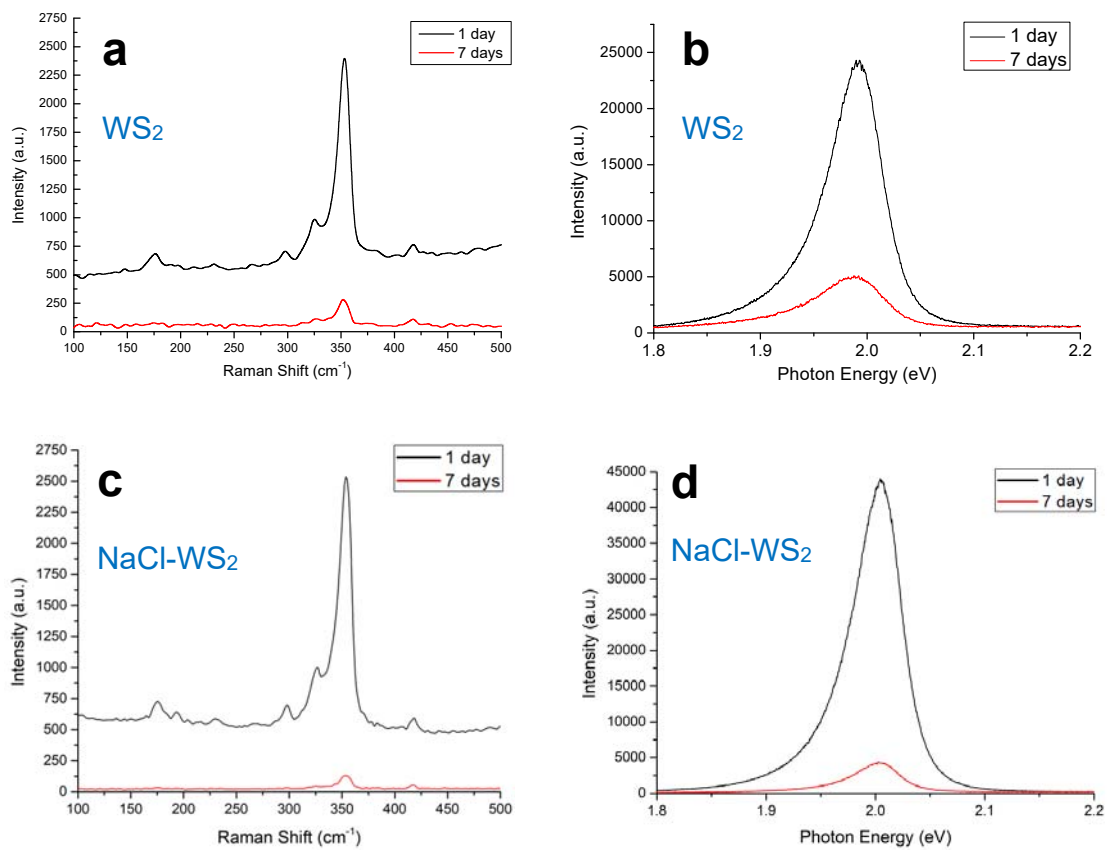 a
WS2
1 day
7 days
2750
2500
2250
2000
1750
1500
1250
1000
750
500
250
0
100 150 200 250 300 350 400 450 500
Intensity (a.u.)
Raman Shift (cm-1)
b
WS2
1 day
7 days
25000
20000
15000
10000
5000
0
1.8 1.9 2.0 2.1 2.2
Intensity (a.u.)
Photon Energy (eV)
c
NaCl-WS2
1 day
7 days
2750
2500
2250
2000
1750
1500
1250
1000
750
500
250
0
100 150 200 250 300 350 400 450 500
Intensity (a.u.)
Raman Shift (cm-1)
d
NaCl-WS2
1 day
7 days
45000
40000
35000
30000
25000
20000
15000
10000
5000
0
1.8 1.9 2.0 2.1 2.2
Intensity (a.u.)
Photon Energy (eV)